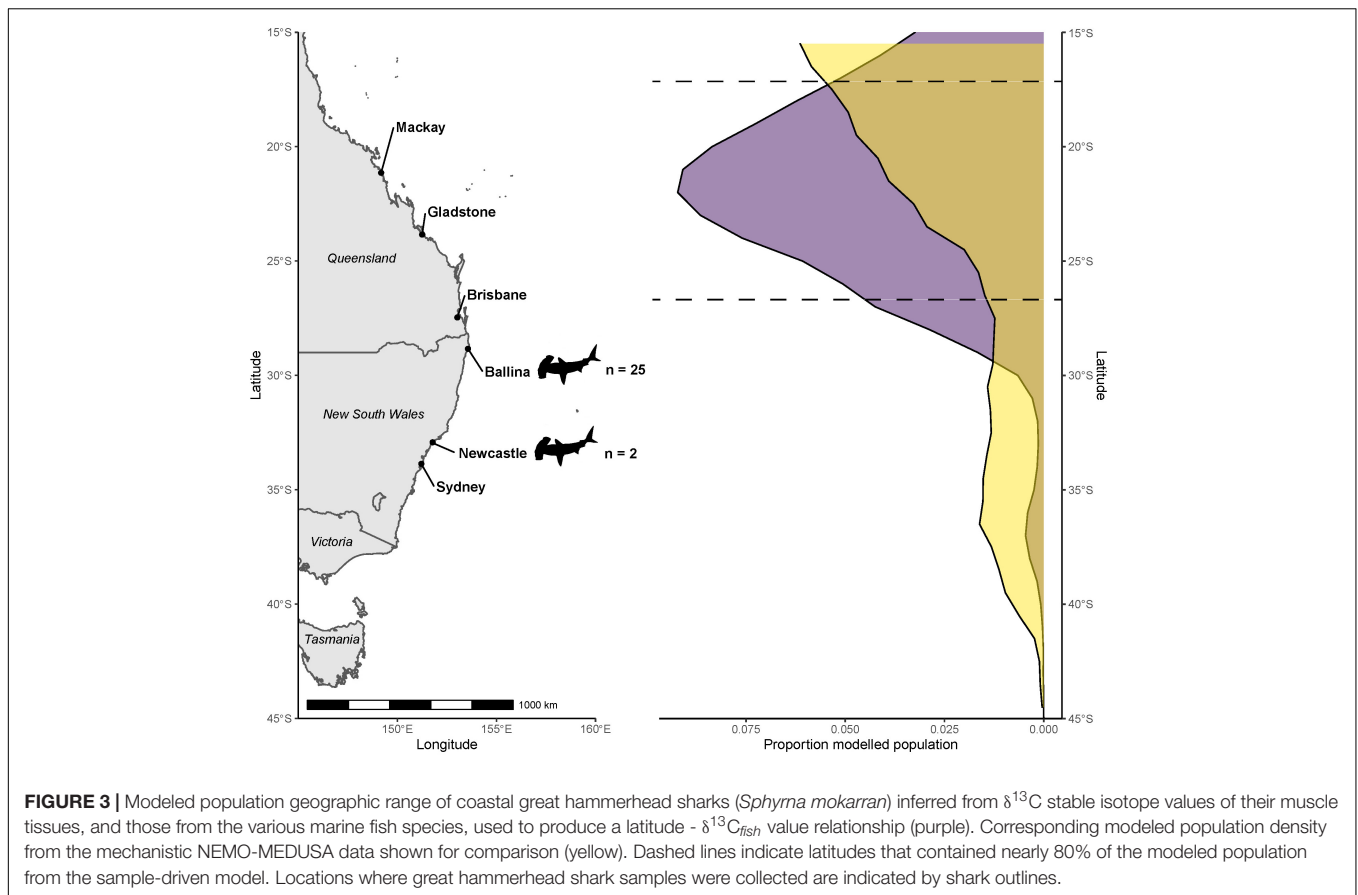 15°S
20°S
25°S
30°S
35°S
40°S
45°S
Latitude
Mackay
Gladstone
Queensland
Brisbane
Ballina n = 25
New South Wales
Newcastle n = 2
Sydney
Victoria
Tasmania
1000 km
150°E 155°E 160°E
Longitude
15°S
20°S
25°S
30°S
35°S
40°S
45°S
Latitude
0.075 0.050 0.025 0.000
Proportion modelled population
FIGURE 3 | Modeled population geographic range of coastal great hammerhead sharks (Sphyrna mokarran) inferred from δ13C stable isotope values of their muscle
tissues, and those from the various marine fish species, used to produce a latitude - δ13Cfish value relationship (purple). Corresponding modeled population density
from the mechanistic NEMO-MEDUSA data shown for comparison (yellow). Dashed lines indicate latitudes that contained nearly 80% of the modeled population
from the sample-driven model. Locations where great hammerhead shark samples were collected are indicated by shark outlines.